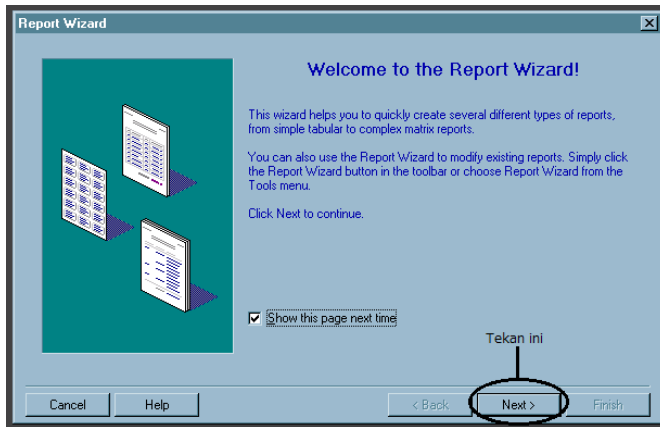 Report Wizard
Welcome to the Report Wizard!
This wizard helps you to quickly create several different types of reports,
from simple tabular to complex matrix reports.
You can also use the Report Wizard to modify existing reports. Simply click
the Report Wizard button in the toolbar or choose Report Wizard from the
Tools menu.
Click Next to continue.
Show this page next time
Tekan ini
Cancel Help < Back Next > Finish